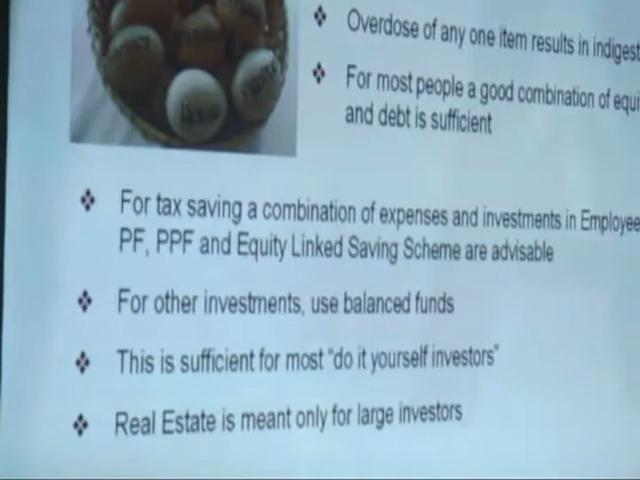 Overdose of any one item results in
For most people a good combination of
and debt is sufficient
For tax saving a combination of expenses and investments in Employee
PF, PPF and Equity Linked Saving Scheme are advisable
For other investments, use balanced funds
This is sufficient for most "do it yourself investors"
Real Estate is meant only for large investors